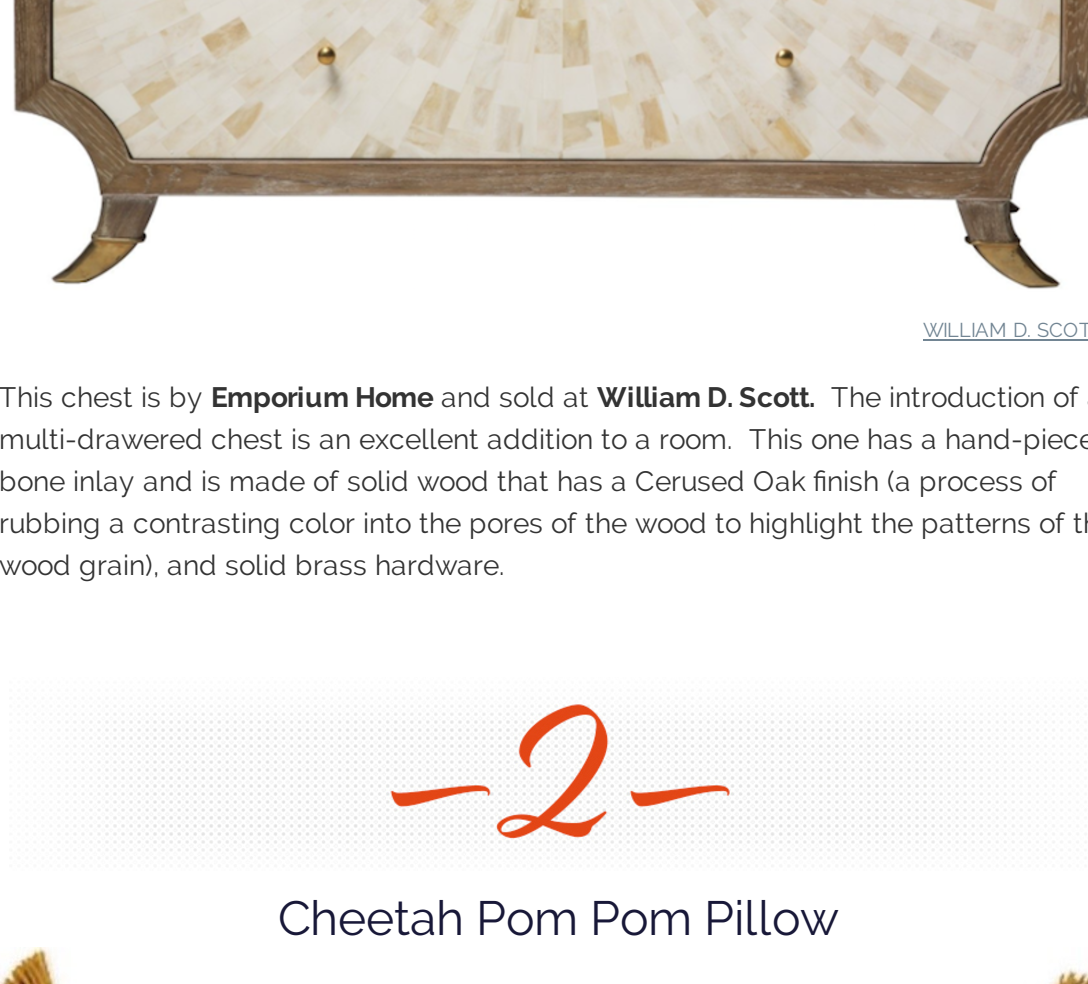 WILLIAM D. SCOT
This chest is by Emporium Home and sold at William D. Scott. The introduction of
multi-drawered chest is an excellent addition to a room. This one has a hand-piece
bone inlay and is made of solid wood that has a Cerused Oak finish (a process of
rubbing a contrasting color into the pores of the wood to highlight the patterns of th
wood grain), and solid brass hardware.
—2—
Cheetah Pom Pom Pillow